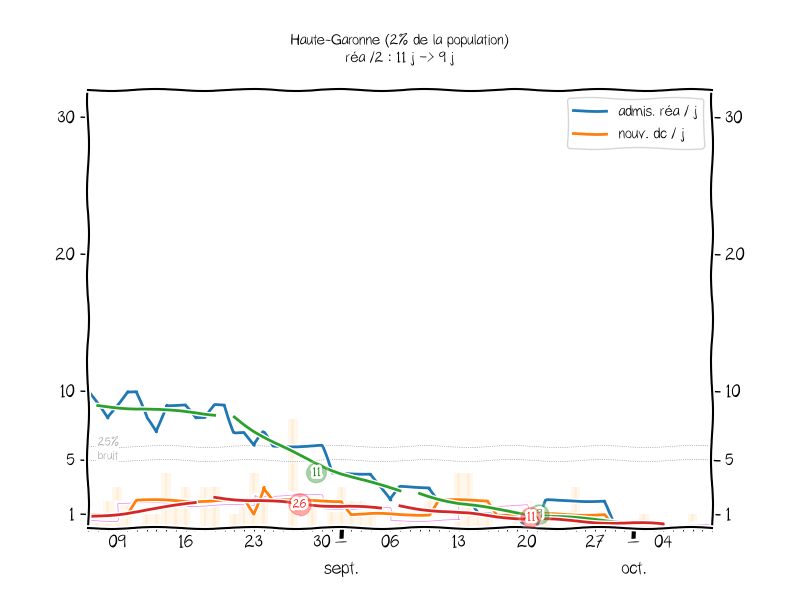 Haute-Garonne (2% de la population)
réa /2 : 11 j -> 9 j
admis. réa / j
nouv. dc / j
30 30
20 20
10 10
25%
bruit
5 5
11
26
11
1 1
09 16 23 30 06 13 20 27 04
sept. oct.